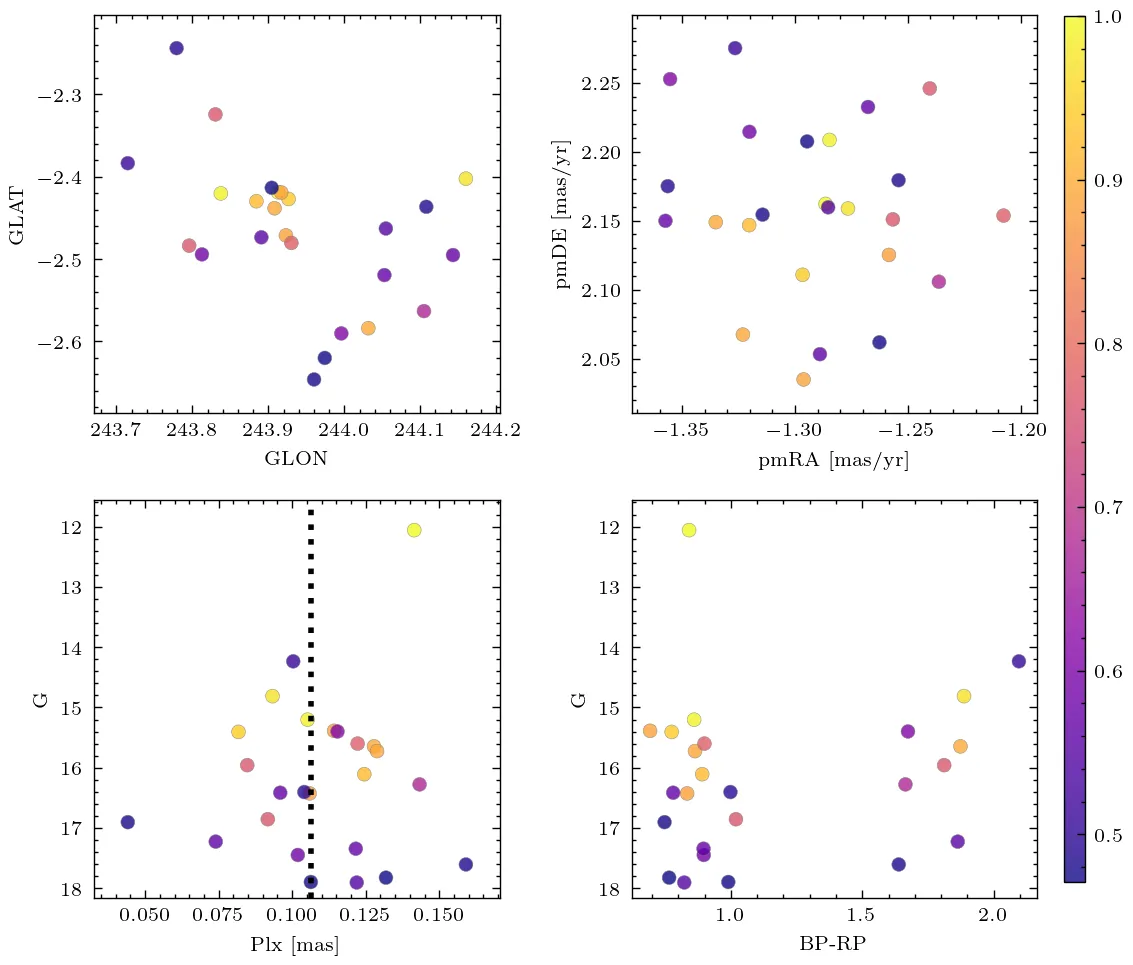 −2.3
−2.4
−2.5
−2.6
GLAT
243.7 243.8 243.9 244.0 244.1 244.2
GLON
2.25
2.20
2.15
2.10
2.05
pmDE [mas/yr]
−1.35 −1.30 −1.25 −1.20
pmRA [mas/yr]
12
13
14
15
16
17
18
G
0.050 0.075 0.100 0.125 0.150
Plx [mas]
12
13
14
15
16
17
18
G
1.0 1.5 2.0
BP-RP
1.0
0.9
0.8
0.7
0.6
0.5